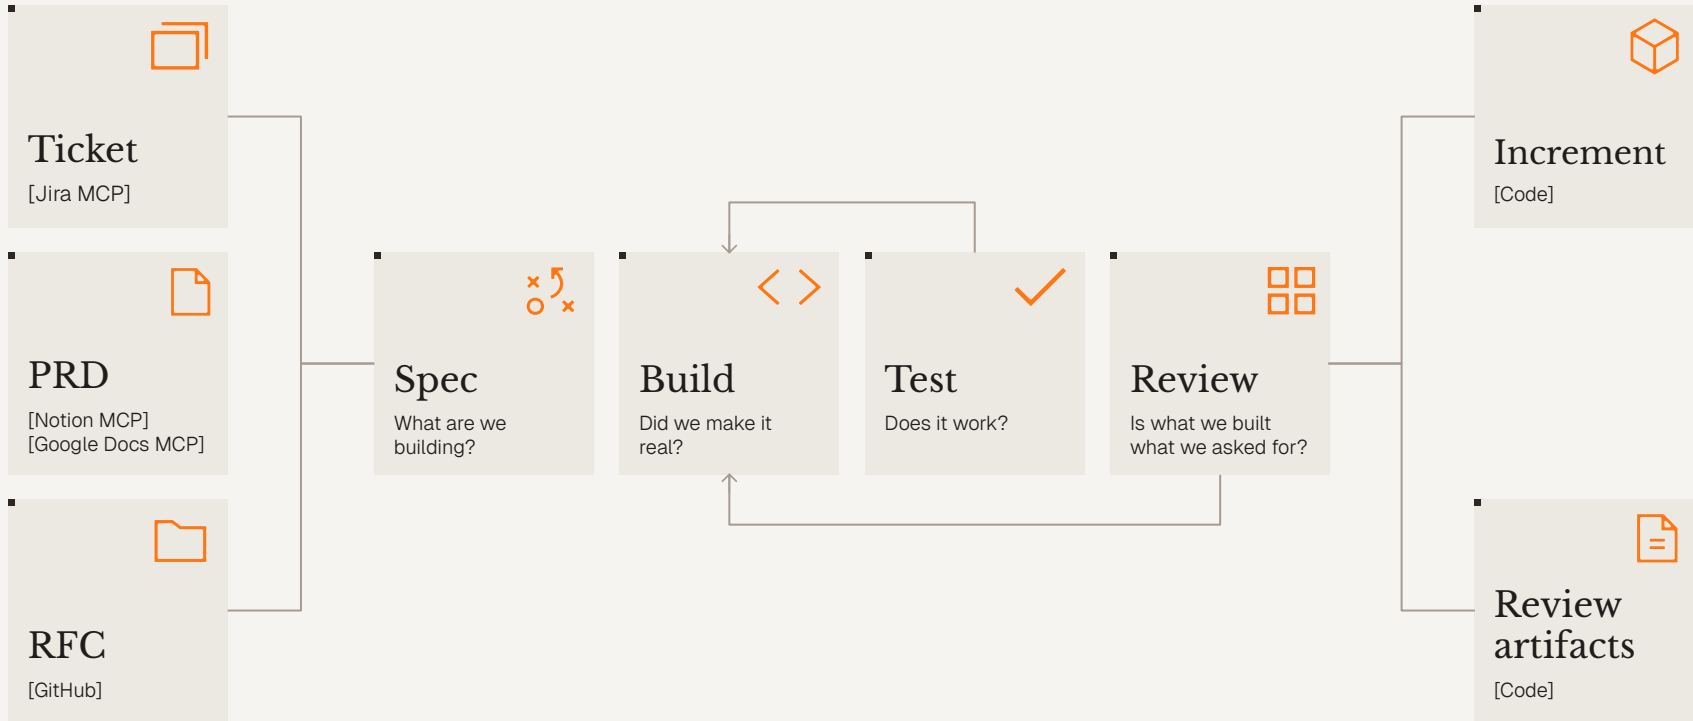 Ticket
[Jira MCP]
PRD
[Notion MCP]
[Google Docs MCP]
RFC
[GitHub]
Spec
What are we
building?
Build
Did we make it
real?
Test
Does it work?
Review
Is what we built
what we asked for?
Increment
[Code]
Review
artifacts
[Code]